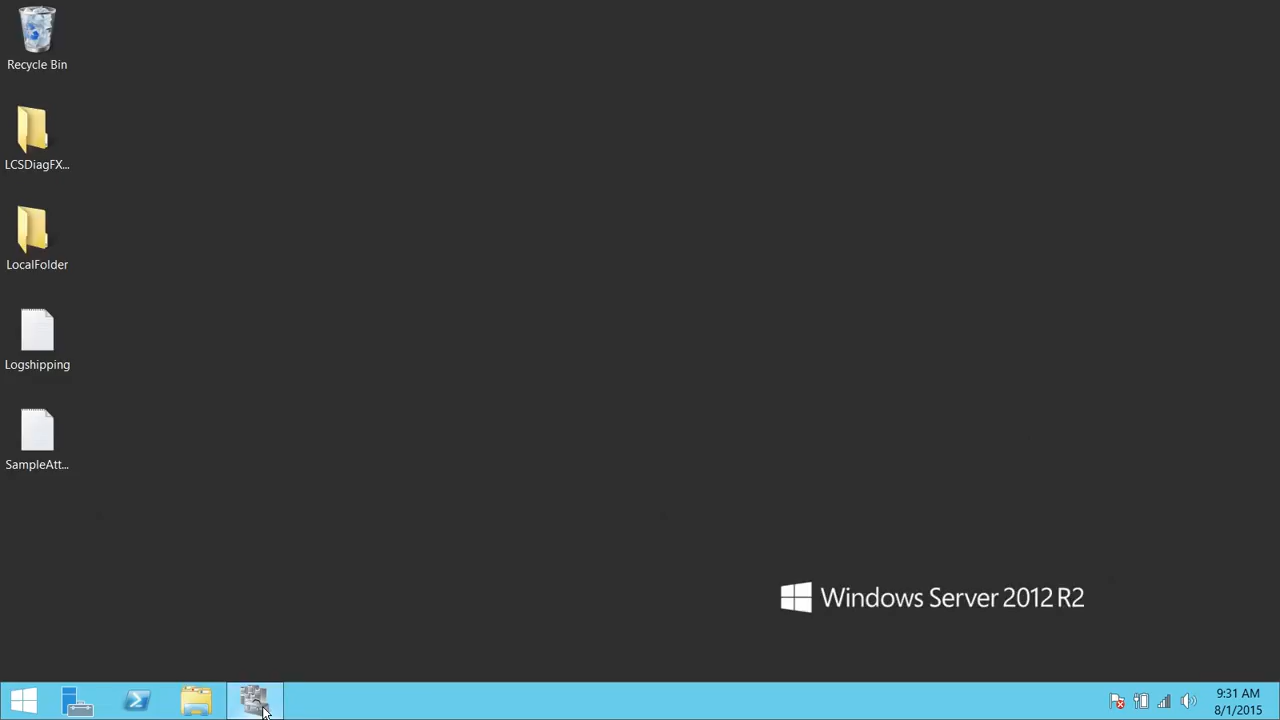 Recycle Bin
LCSDiagFX...
LocalFolder
Logshipping
SampleAtt...
Windows Server 2012 R2
9:31 AM
8/1/2015